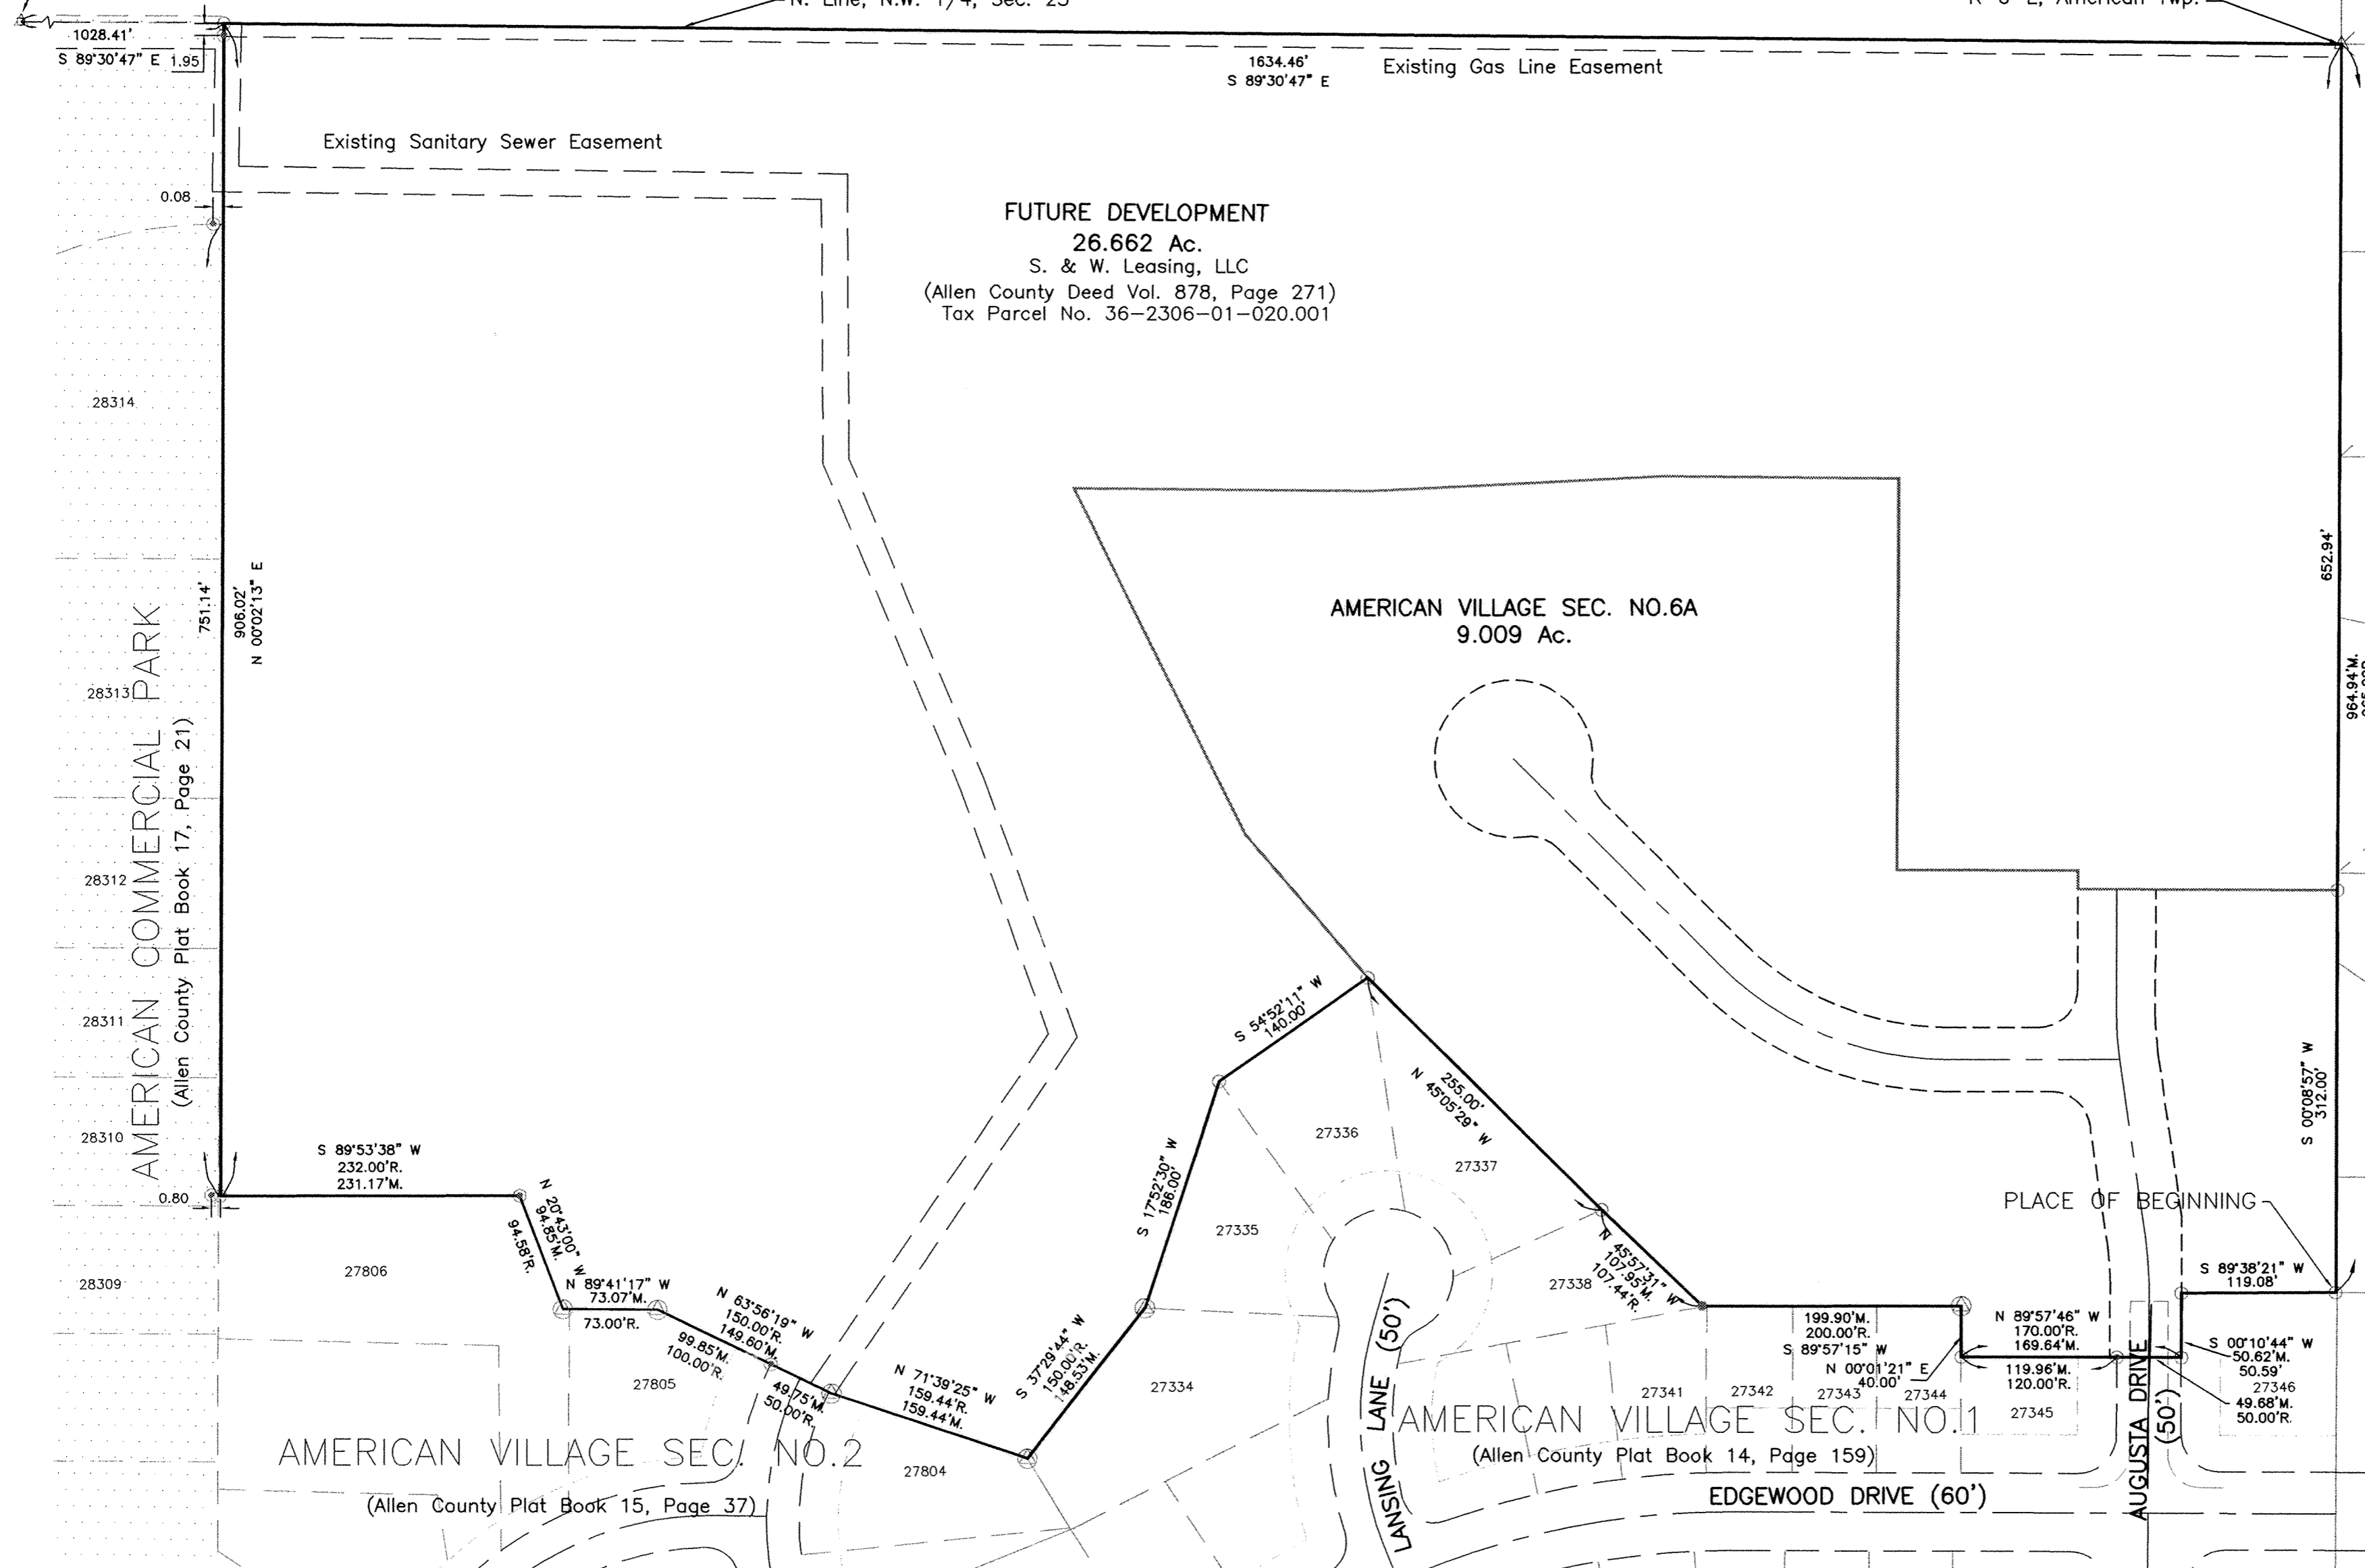 N. Line, N.W. 1/4, Sec.
American Twp.
1028.41'
S 89°30'47" E 1.95
1634.46'
S 89°30'47" E
Existing Gas Line Easement
Existing Sanitary Sewer Easement
0.08
FUTURE DEVELOPMENT
26.662 Ac.
S. & W. Leasing, LLC
(Allen County Deed Vol. 878, Page 271)
Tax Parcel No. 36-2306-01-020.001
28314
28313
28312
28311
28310
28309
AMERICAN COMMERCIAL PARK
(Allen County Plat Book 17, Page 21)
751.14'
906.02'
N 00°02'13" E
AMERICAN VILLAGE SEC. NO.6A
9.009 Ac.
652.94'
964.94'M.
S 00°08'57" W
312.00'
PLACE OF BEGINNING
S 89°38'21" W
119.08'
S 54°52'11" W
140.00'
255.00'
N 45°05'29" W
S 17°52'30" W
186.00'
27336
27337
27335
27338
N 45°57'31" W
107.95'M.
107.44'R.
0.80
S 89°53'38" W
232.00'R.
231.17'M.
N 20°43'00" W
94.85'M.
94.58'R.
27806
N 89°41'17" W
73.07'M.
73.00'R.
N 63°56'19" W
150.00'R.
149.60'M.
99.85'M.
100.00'R.
49.75'M.
50.00'R.
27805
N 71°39'25" W
159.44'R.
159.44'M.
27804
S 37°29'44" W
150.00'R.
148.53'M.
27334
LANSING LANE (50')
199.90'M.
200.00'R.
S 89°57'15" W
N 00°01'21" E
40.00'
N 89°57'46" W
170.00'R.
169.64'M.
119.96'M.
120.00'R.
S 00°10'44" W
50.62'M.
50.59'
27346
49.68'M.
50.00'R.
27341
27342
27343
27344
27345
AMERICAN VILLAGE SEC. NO.2
(Allen County Plat Book 15, Page 37)
AMERICAN VILLAGE SEC. NO.1
(Allen County Plat Book 14, Page 159)
EDGEWOOD DRIVE (60')
AUGUSTA DRIVE
(50')